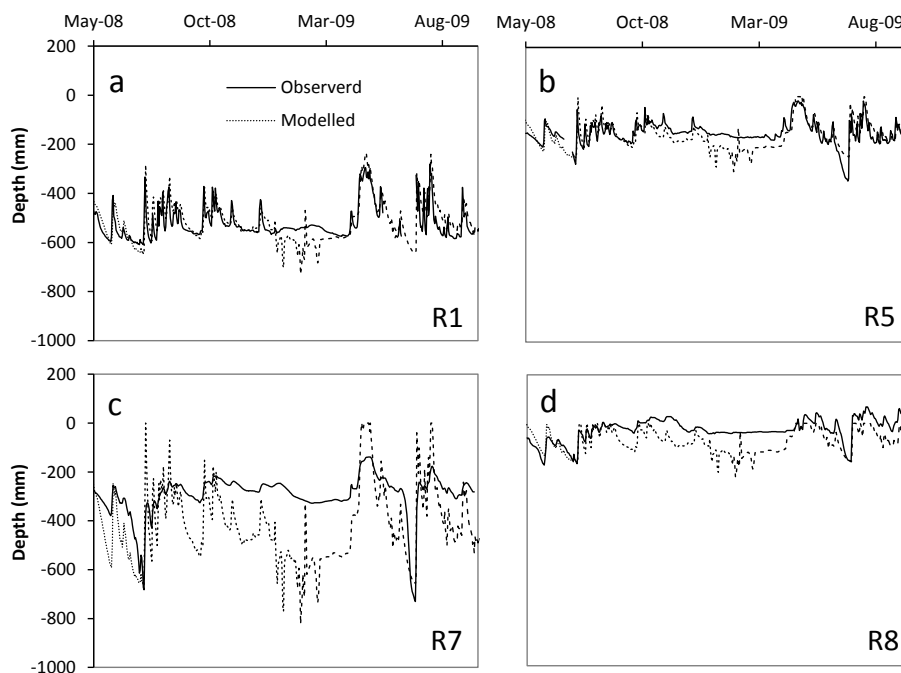 May-08 Oct-08 Mar-09 Aug-09
May-08 Oct-08 Mar-09 Aug-09
200
0
-200
-400
-600
-800
-1000
Depth (mm)
a
Observerd
Modelled
R1
b
R5
200
0
-200
-400
-600
-800
-1000
Depth (mm)
c
R7
d
R8